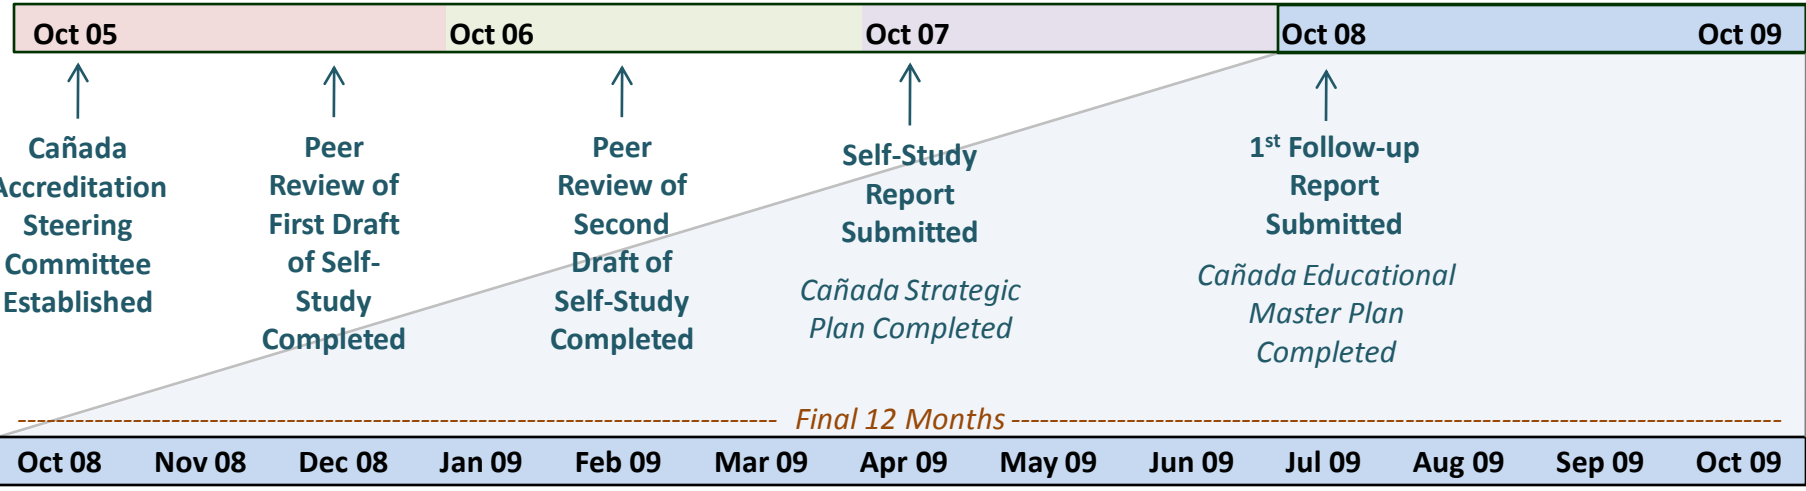 Oct 05 Oct 06 Oct 07 Oct 08 Oct 09
Cañada
Accreditation
Steering
Committee
Established
Peer
Review of
First Draft
of Self-
Study
Completed
Peer
Review of
Second
Draft of
Self-Study
Completed
Self-Study
Report
Submitted
Cañada Strategic
Plan Completed
1st Follow-up
Report
Submitted
Cañada Educational
Master Plan
Completed
Final 12 Months
Oct 08 Nov 08 Dec 08 Jan 09 Feb 09 Mar 09 Apr 09 May 09 Jun 09 Jul 09 Aug 09 Sep 09 Oct 09